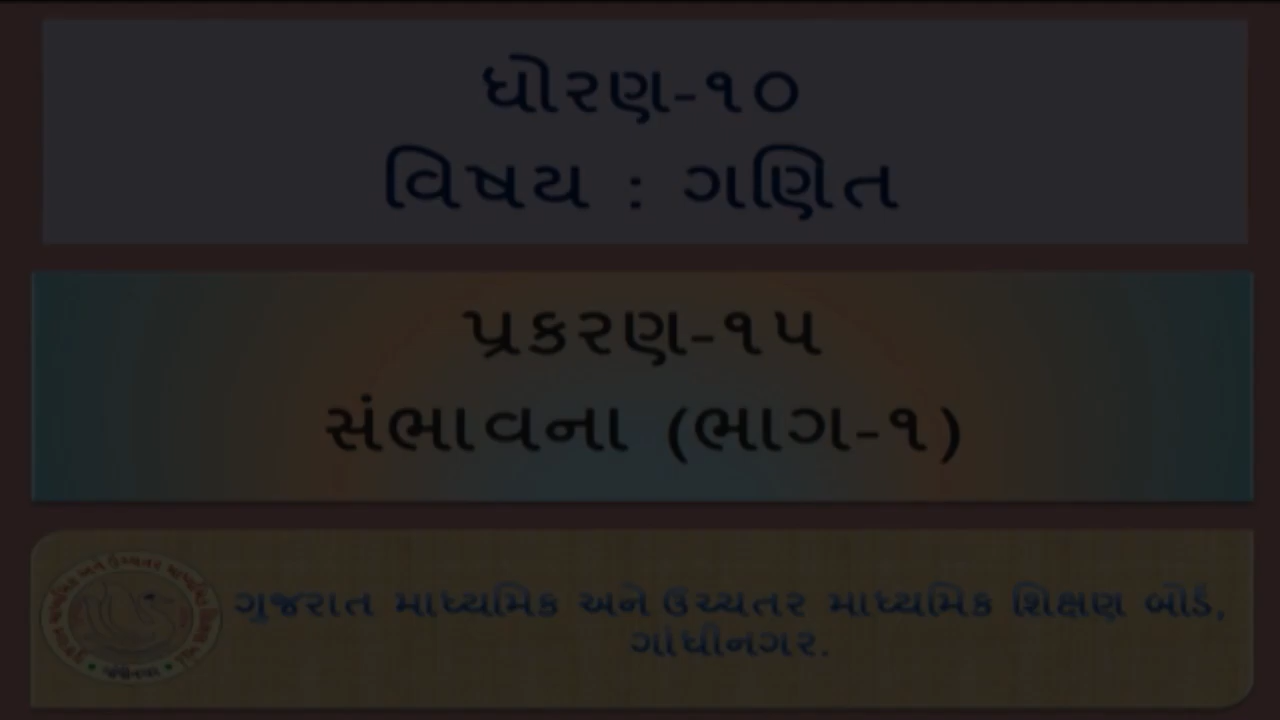 ધોરણ-૧૦
વિષય : ગણિત
પ્રકરણ-૧૫
સંભાવના (ભાગ-૧)
ગુજરાત માધ્યમિક અને ઉચ્ચતર માધ્યમિક શિક્ષણ બોર્ડ,
ગાંધીનગર.